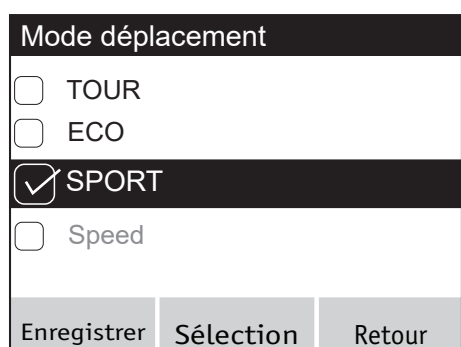 Mode déplacement
TOUR
ECO
SPORT
Speed
Enregistrer Sélection Retour